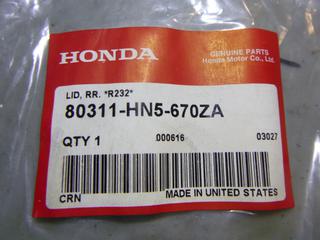 HONDA
GENUINE PARTS
Honda Motor Co., Ltd.
LID, RR. *R232*
80311-HN5-670ZA
QTY 1 000616 03027
CRN MADE IN UNITED STATES